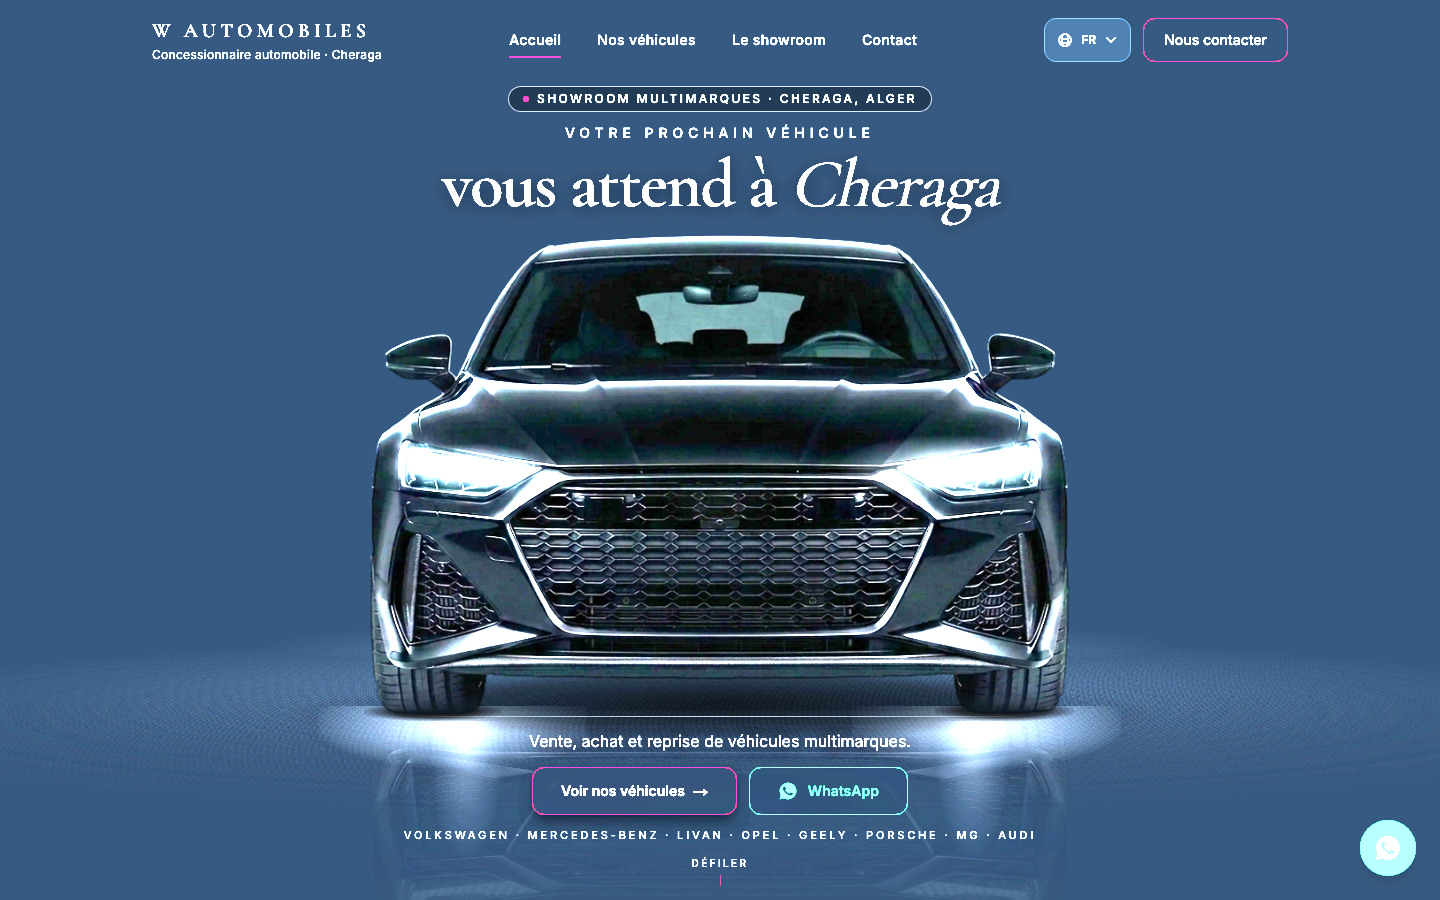 W AUTOMOBILES
Concessionnaire automobile · Cheraga
Accueil
Nos véhicules
Le showroom
Contact
FR
Nous contacter
SHOWROOM MULTIMARQUES · CHERAGA, ALGER
VOTRE PROCHAIN VÉHICULE
vous attend à Cheraga
Vente, achat et reprise de véhicules multimarques.
Voir nos véhicules →
WhatsApp
VOLKSWAGEN · MERCEDES-BENZ · LIVAN · OPEL · GEELY · PORSCHE · MG · AUDI
DÉFILER